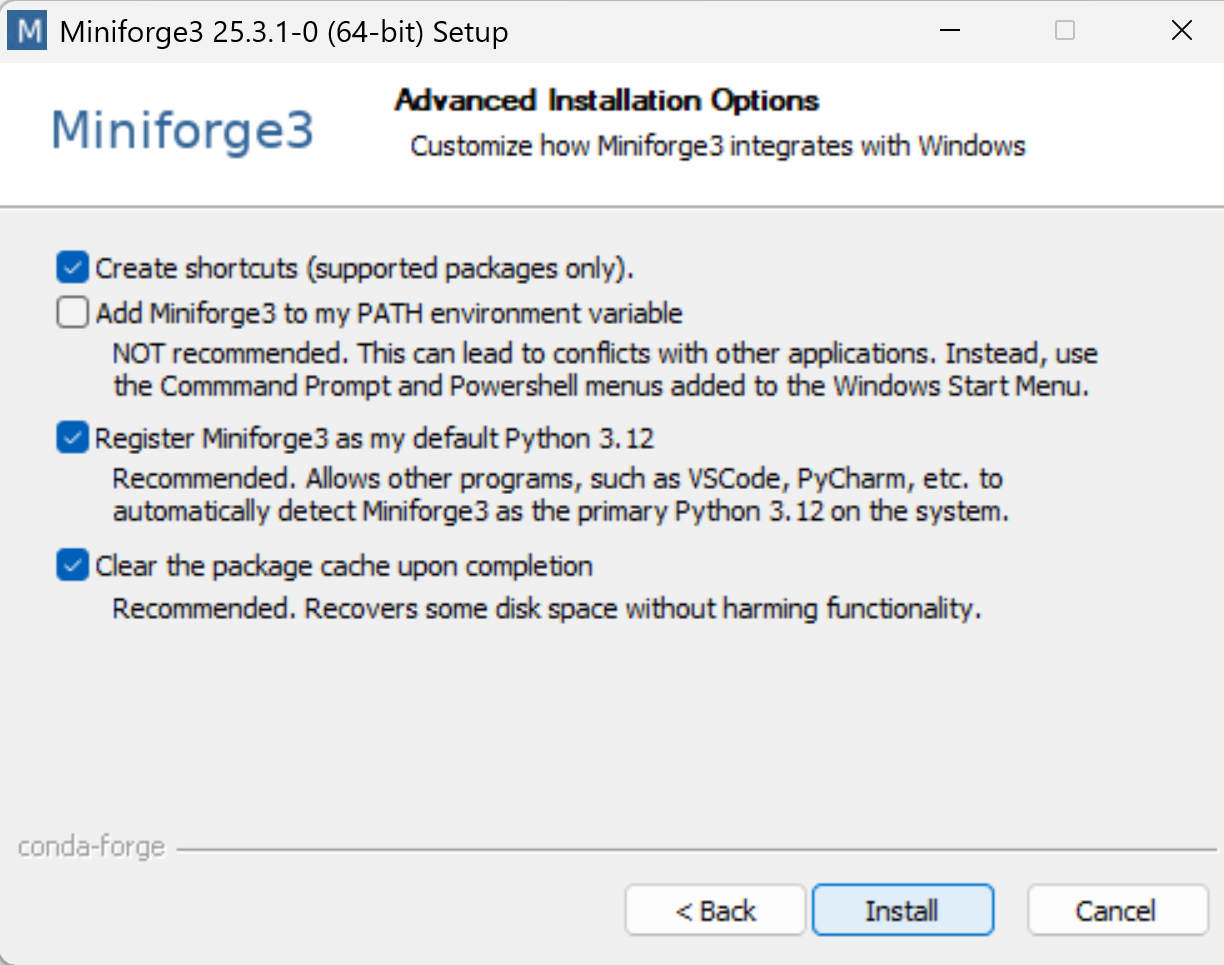 M Miniforge3 25.3.1-0 (64-bit) Setup
Miniforge3
Advanced Installation Options
Customize how Miniforge3 integrates with Windows
Create shortcuts (supported packages only).
Add Miniforge3 to my PATH environment variable
NOT recommended. This can lead to conflicts with other applications. Instead, use
the Commmand Prompt and Powershell menus added to the Windows Start Menu.
Register Miniforge3 as my default Python 3.12
Recommended. Allows other programs, such as VSCode, PyCharm, etc. to
automatically detect Miniforge3 as the primary Python 3.12 on the system.
Clear the package cache upon completion
Recommended. Recovers some disk space without harming functionality.
conda-forge
< Back Install Cancel